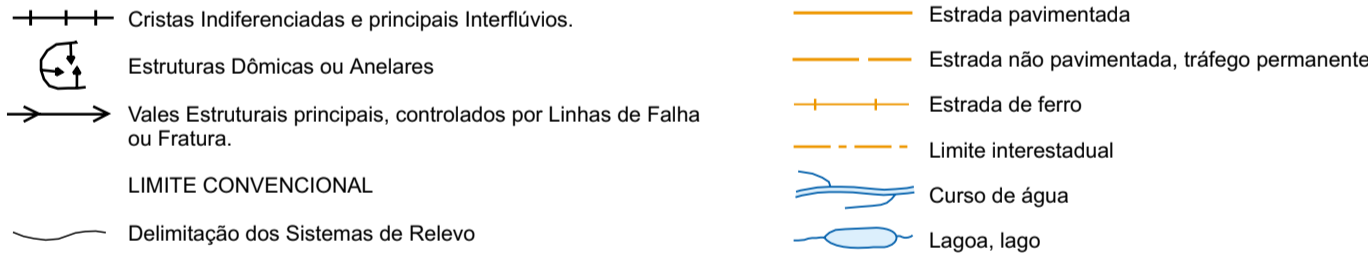 Cristas Indiferenciadas e principais Interflúvios.
Estruturas Dômicas ou Anelares
Vales Estruturais principais, controlados por Linhas de Falha
ou Fratura.
LIMITE CONVENCIONAL
Delimitação dos Sistemas de Relevo
Estrada pavimentada
Estrada não pavimentada, tráfego permanente
Estrada de ferro
Limite interestadual
Curso de água
Lagoa, lago